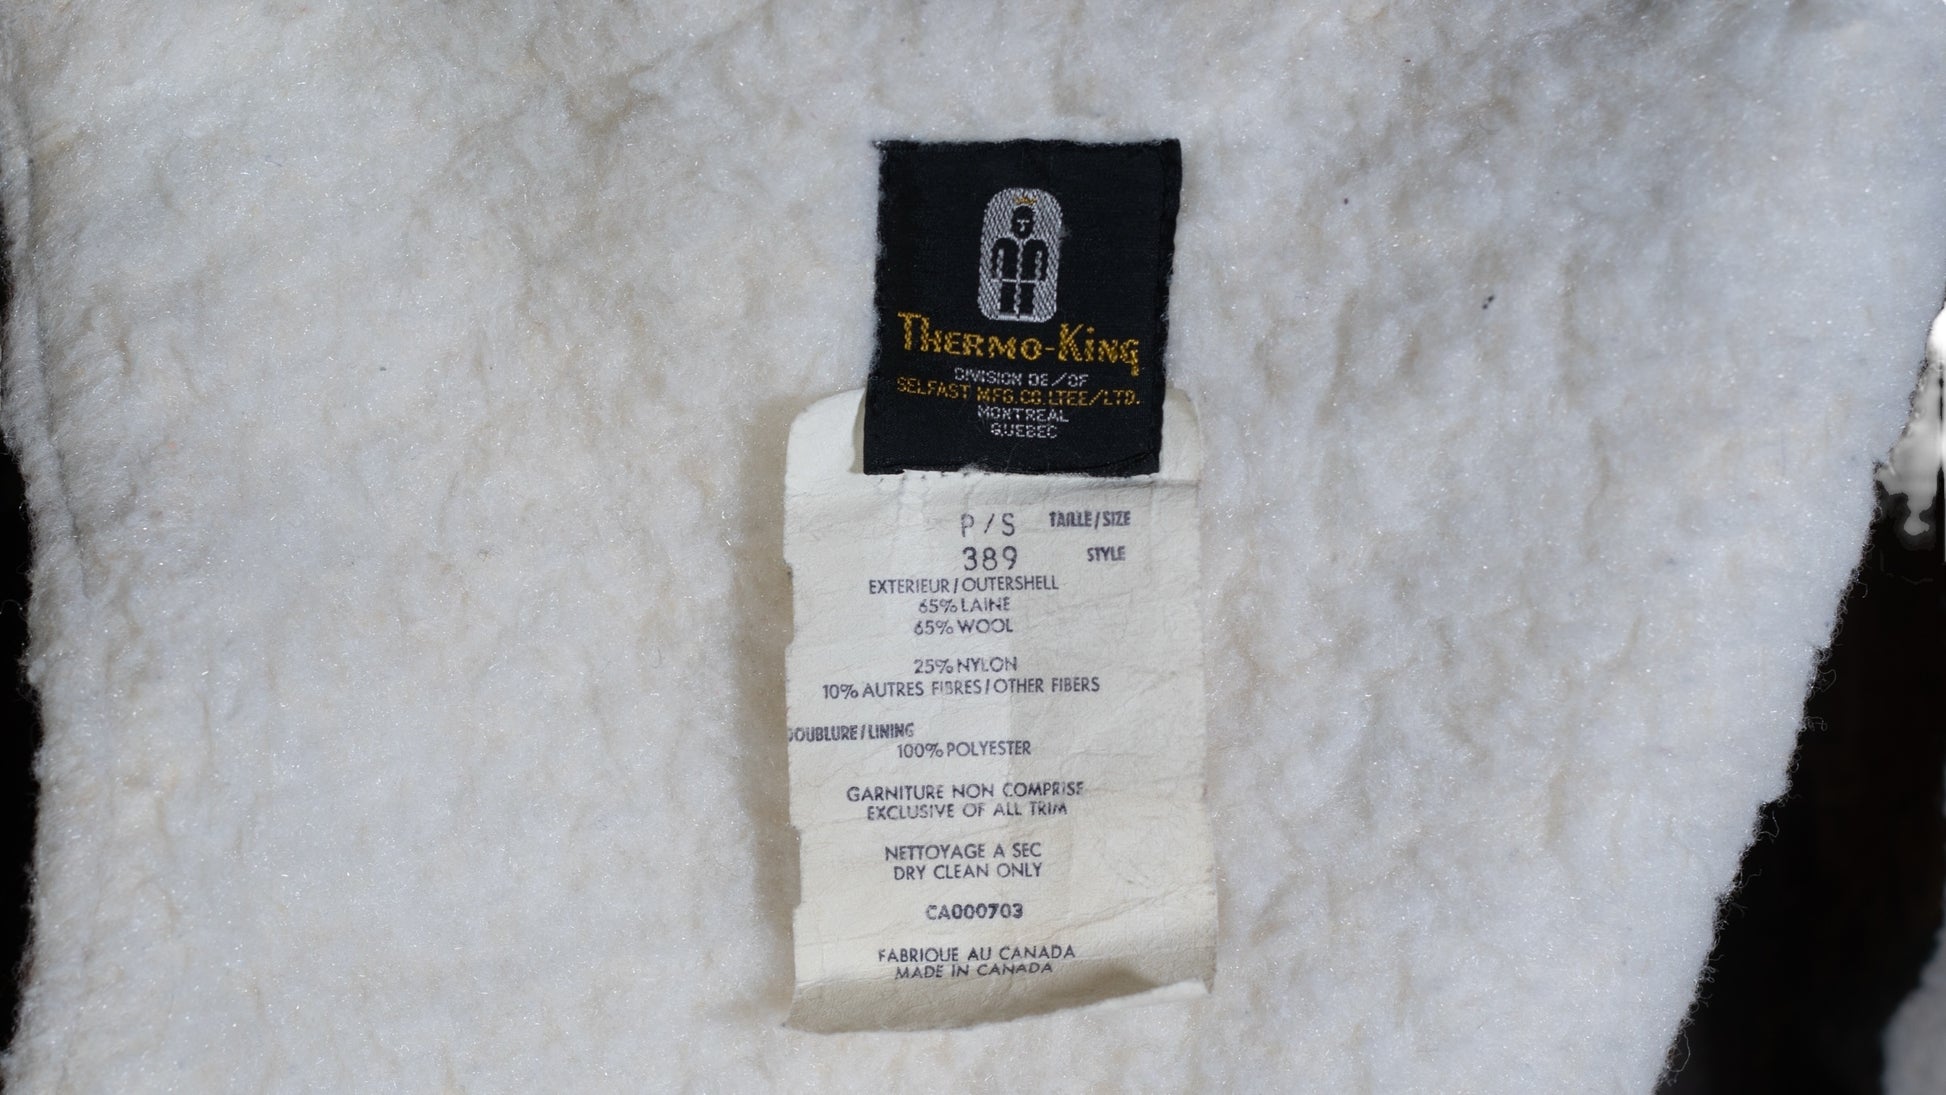 THERMO-KING
DIVISION DE/OF
SELFAST MFG.CO.LTEE/LTD.
MONTREAL
QUEBEC
P/S TAILLE/SIZE
389 STYLE
EXTERIEUR/OUTERSHELL
65% LAINE
65% WOOL
25% NYLON
10% AUTRES FIBRES/OTHER FIBERS
DOUBLURE/LINING
100% POLYESTER
GARNITURE NON COMPRISE
EXCLUSIVE OF ALL TRIM
NETTOYAGE A SEC
DRY CLEAN ONLY
CA000703
FABRIQUE AU CANADA
MADE IN CANADA